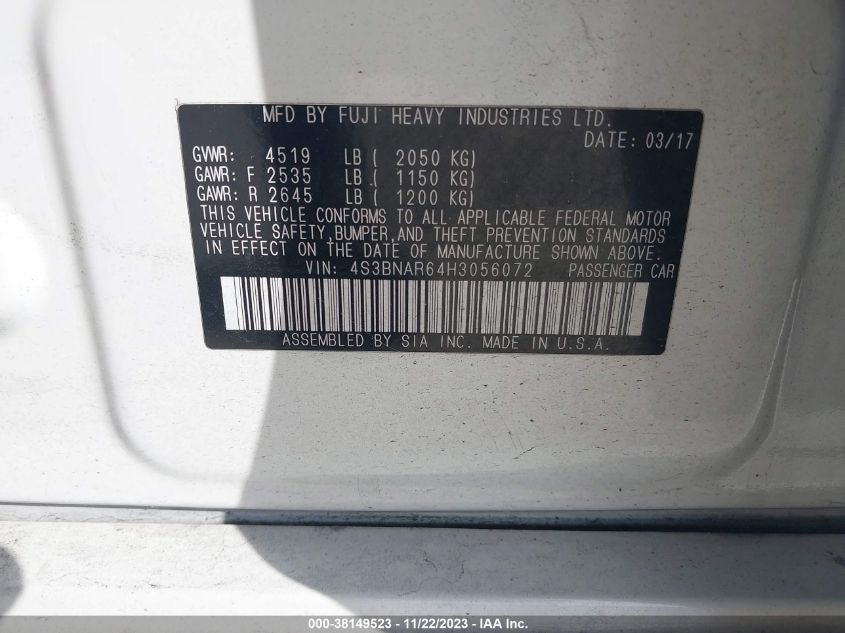 MFD BY FUJI HEAVY INDUSTRIES LTD.
DATE: 03/17
GVWR: 4519 LB ( 2050 KG)
GAWR: F 2535 LB ( 1150 KG)
GAWR: R 2645 LB ( 1200 KG)
THIS VEHICLE CONFORMS TO ALL APPLICABLE FEDERAL MOTOR
VEHICLE SAFETY,BUMPER,AND THEFT PREVENTION STANDARDS
IN EFFECT ON THE DATE OF MANUFACTURE SHOWN ABOVE.
VIN: 4S3BNAR64H3056072 PASSENGER CAR
ASSEMBLED BY SIA INC. MADE IN U.S.A.
000-38149523 - 11/22/2023 - IAA Inc.